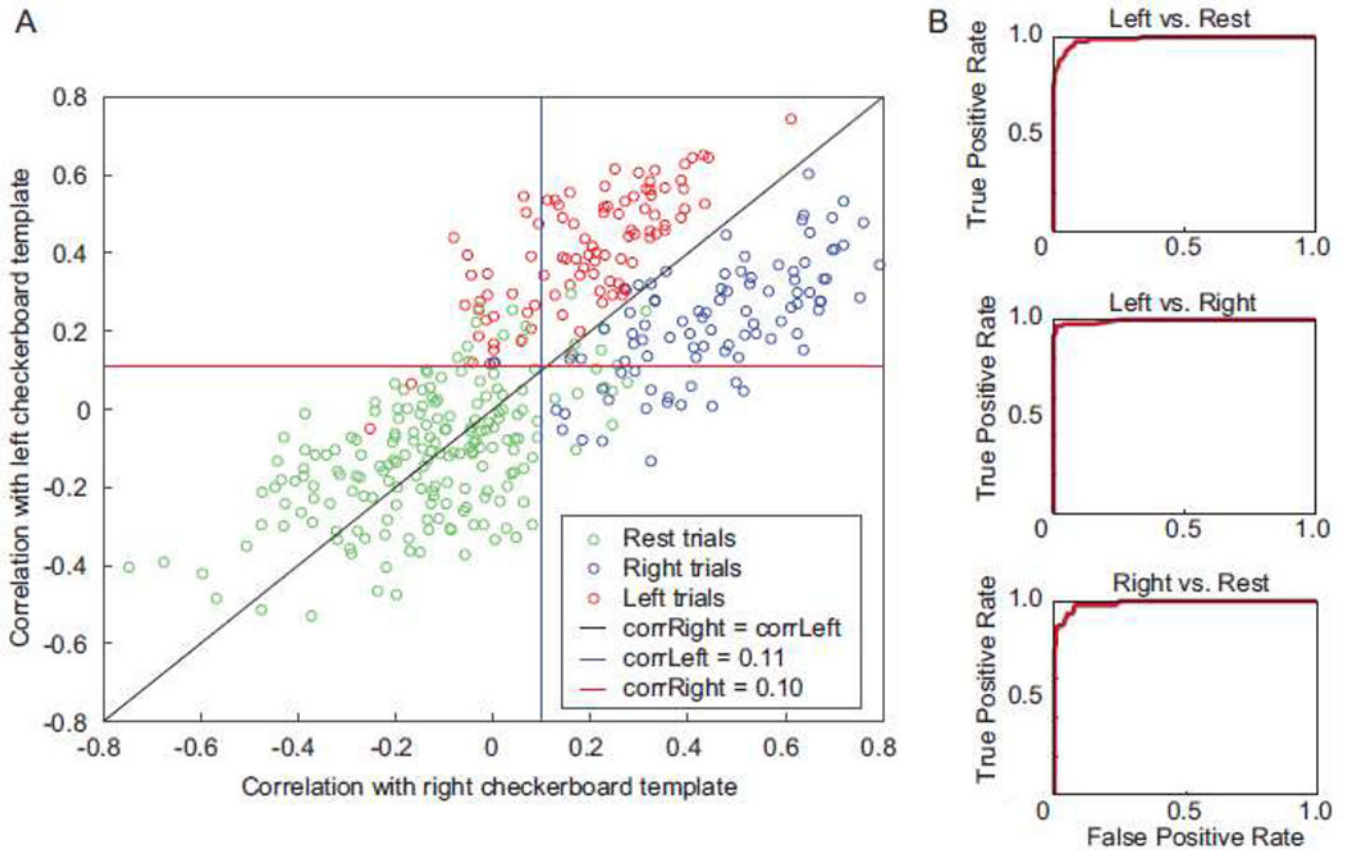 A
0.8
0.6
0.4
0.2
0
-0.2
-0.4
-0.6
-0.8
Correlation with left checkerboard template
-0.8 -0.6 -0.4 -0.2 0 0.2 0.4 0.6 0.8
Correlation with right checkerboard template
Rest trials
Right trials
Left trials
corrRight = corrLeft
corrLeft = 0.11
corrRight = 0.10
B
Left vs. Rest
True Positive Rate
1.0
0.5
0 0.5 1.0
Left vs. Right
True Positive Rate
1.0
0.5
0 0.5 1.0
Right vs. Rest
True Positive Rate
1.0
0.5
0 0.5 1.0
False Positive Rate